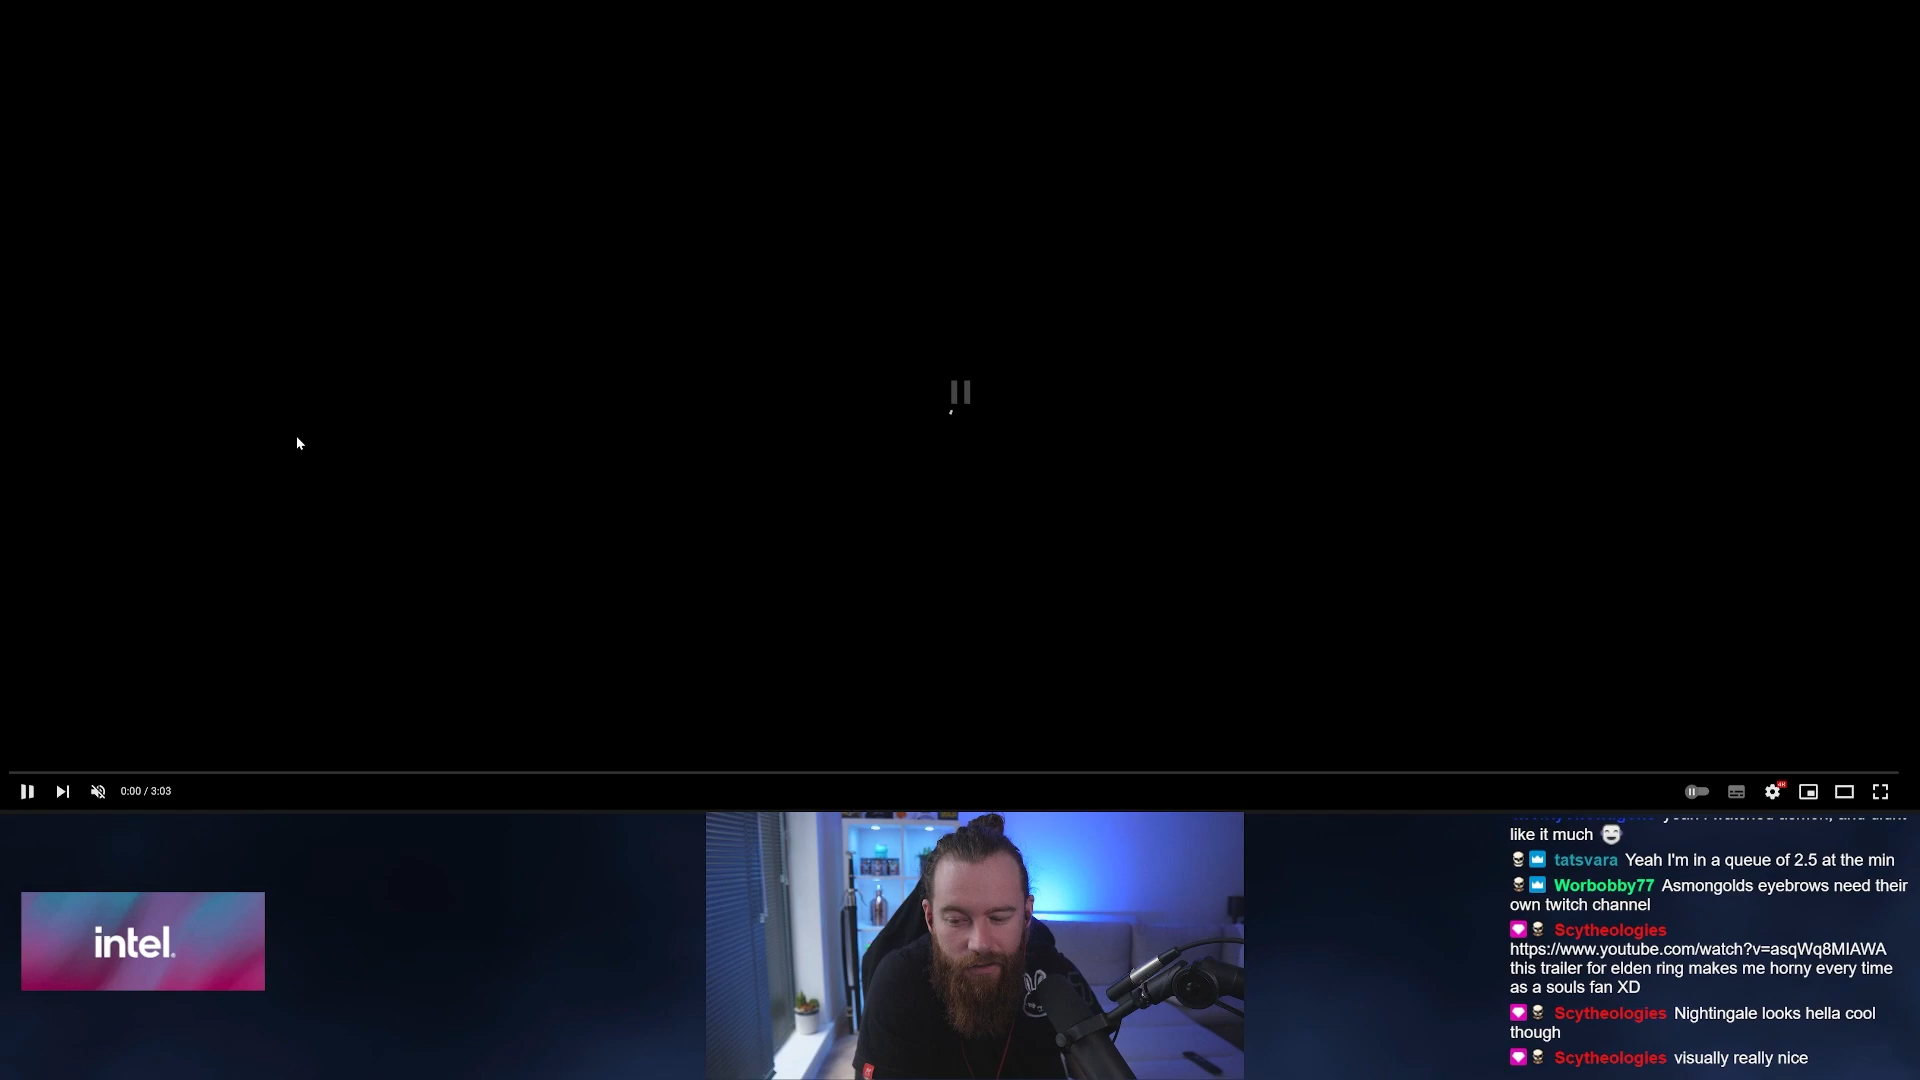 0:00 / 3:03
intel.
like it much
tatsvara Yeah I'm in a queue of 2.5 at the min
Worbobby77 Asmongolds eyebrows need their
own twitch channel
Scytheologies
https://www.youtube.com/watch?v=asqWq8MIAWA
this trailer for elden ring makes me horny every time
as a souls fan XD
Scytheologies Nightingale looks hella cool
though
Scytheologies visually really nice